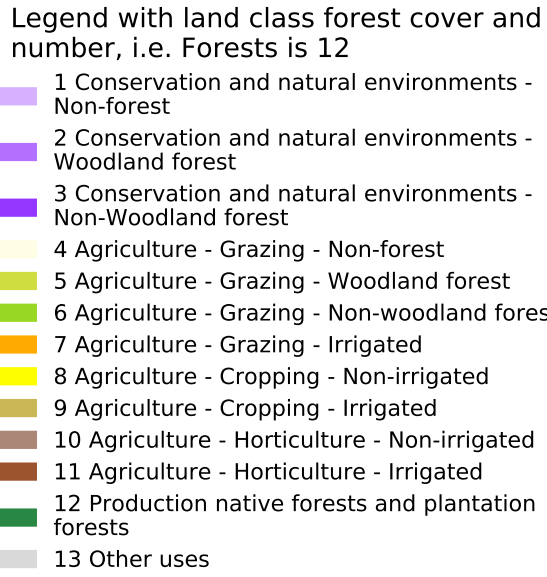 Legend with land class forest cover and
number, i.e. Forests is 12
1 Conservation and natural environments -
Non-forest
2 Conservation and natural environments -
Woodland forest
3 Conservation and natural environments -
Non-Woodland forest
4 Agriculture - Grazing - Non-forest
5 Agriculture - Grazing - Woodland forest
6 Agriculture - Grazing - Non-woodland fores
7 Agriculture - Grazing - Irrigated
8 Agriculture - Cropping - Non-irrigated
9 Agriculture - Cropping - Irrigated
10 Agriculture - Horticulture - Non-irrigated
11 Agriculture - Horticulture - Irrigated
12 Production native forests and plantation
forests
13 Other uses